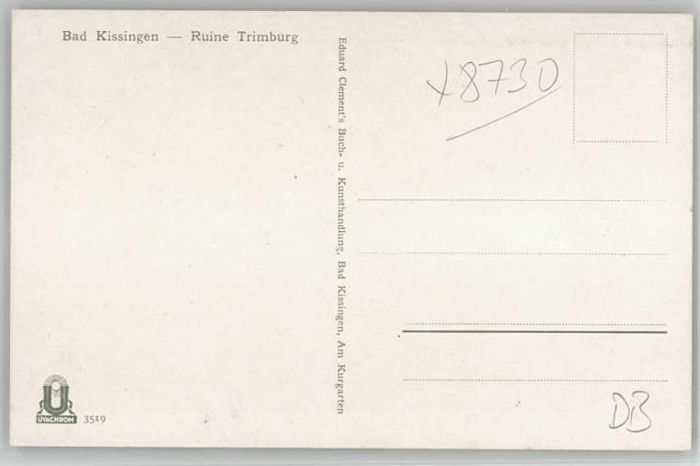 Bad Kissingen — Ruine Trimburg
Eduard Clement's Buch- u. Kunsthandlung, Bad Kissingen, Am Kurgarten
x8730
UVACHROM
3519
DB